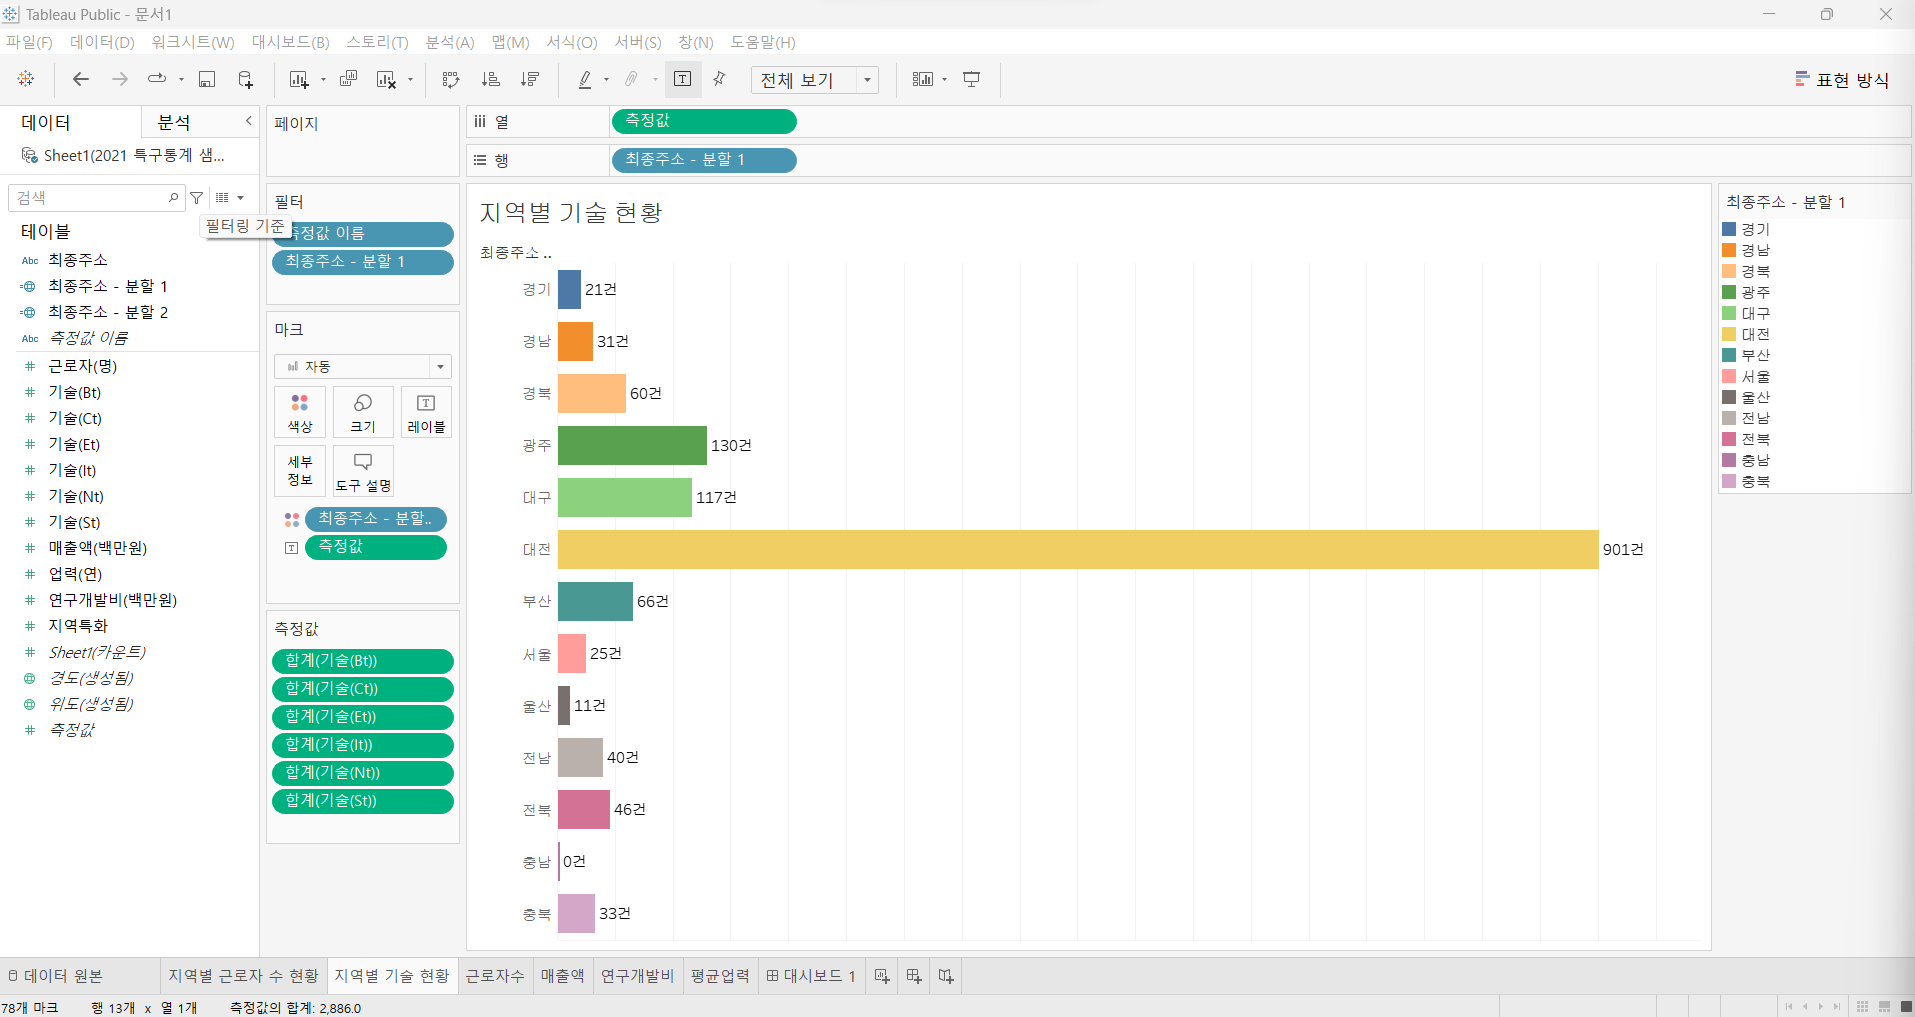 Tableau Public - 문서1
파일(F) 데이터(D) 워크시트(W) 대시보드(B) 스토리(T) 분석(A) 맵(M) 서식(O) 서버(S) 창(N) 도움말(H)
전체 보기
표현 방식
데이터 분석
Sheet1(2021 특구통계 샘...
검색
필터링 기준
테이블
Abc 최종주소
최종주소 - 분할 1
최종주소 - 분할 2
Abc 측정값 이름
근로자(명)
기술(Bt)
기술(Ct)
기술(Et)
기술(It)
기술(Nt)
기술(St)
매출액(백만원)
업력(연)
연구개발비(백만원)
지역특화
Sheet1(카운트)
경도(생성됨)
위도(생성됨)
측정값
페이지
필터
측정값 이름
최종주소 - 분할 1
마크
자동
색상 크기 레이블
세부 정보 도구 설명
최종주소 - 분할..
측정값
측정값
합계(기술(Bt))
합계(기술(Ct))
합계(기술(Et))
합계(기술(It))
합계(기술(Nt))
합계(기술(St))
열 측정값
행 최종주소 - 분할 1
지역별 기술 현황
최종주소 ..
경기 21건
경남 31건
경북 60건
광주 130건
대구 117건
대전 901건
부산 66건
서울 25건
울산 11건
전남 40건
전북 46건
충남 0건
충북 33건
최종주소 - 분할 1
경기
경남
경북
광주
대구
대전
부산
서울
울산
전남
전북
충남
충북
데이터 원본 지역별 근로자 수 현황 지역별 기술 현황 근로자수 매출액 연구개발비 평균업력 대시보드 1
78개 마크 행 13개 x 열 1개 측정값의 합계: 2,886.0